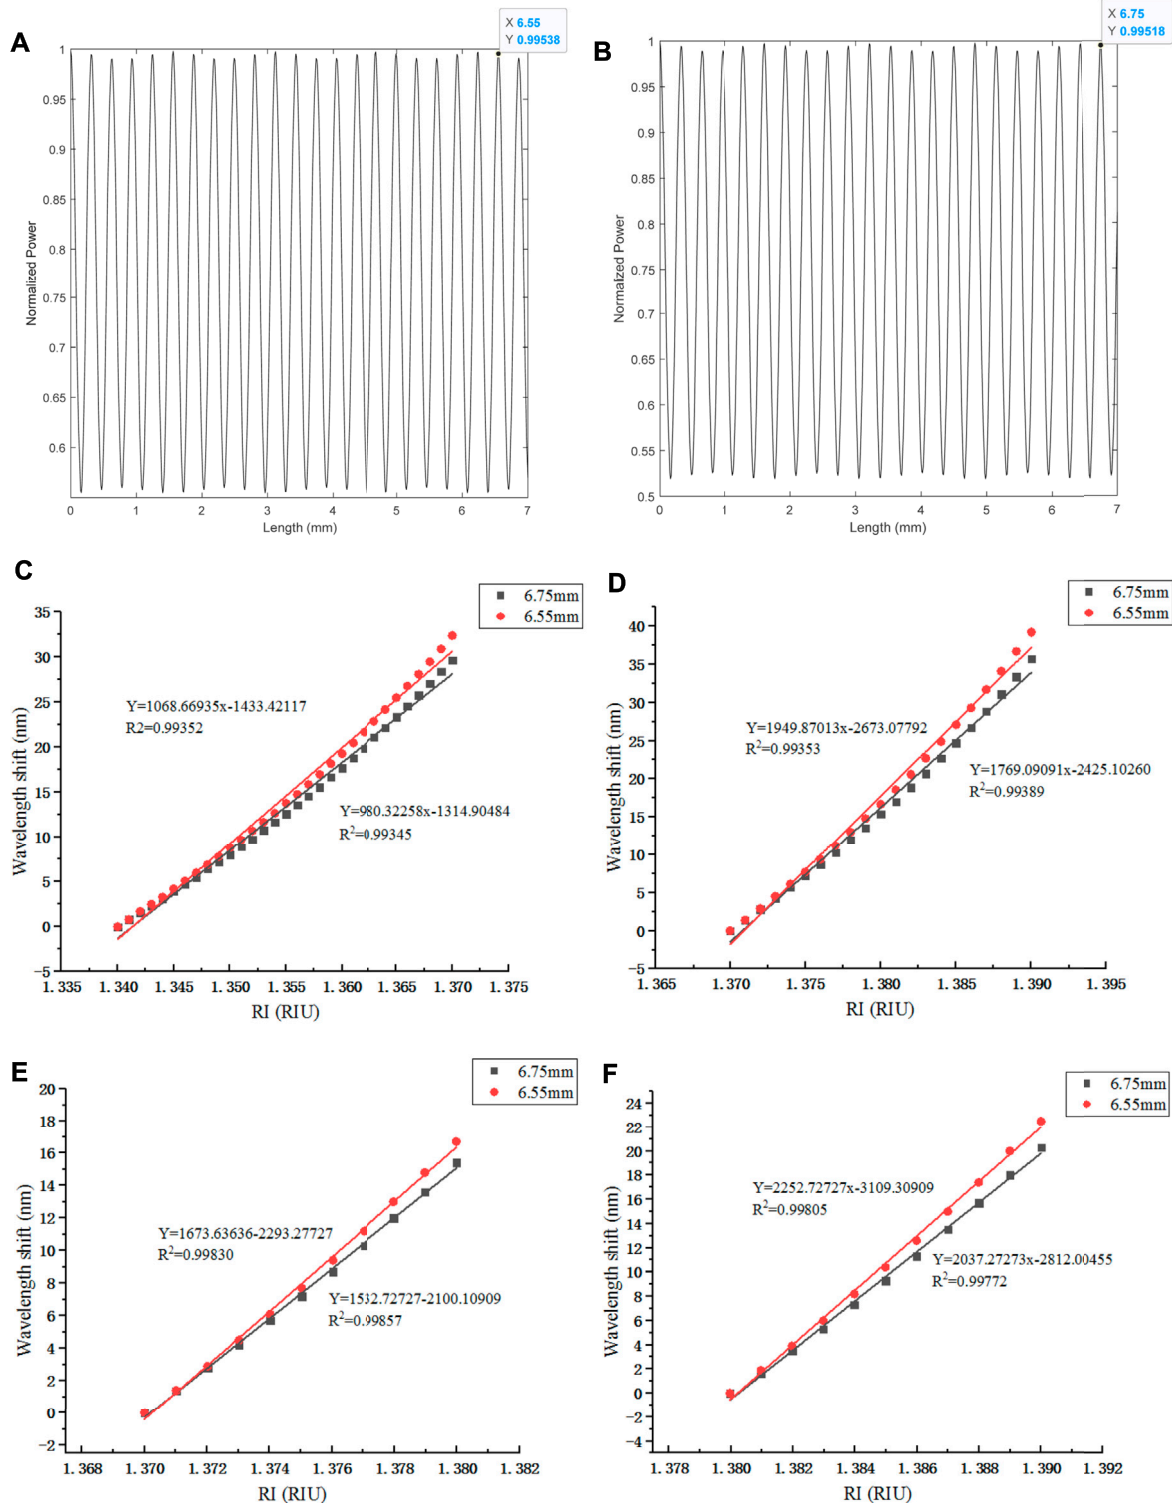 A
X 6.55
Y 0.99538
1
0.95
0.9
0.85
0.8
0.75
0.7
0.65
0.6
Normalized Power
0 1 2 3 4 5 6 7
Length (mm)
B
X 6.75
Y 0.99518
1
0.95
0.9
0.85
0.8
0.75
0.7
0.65
0.6
0.55
0.5
Normalized Power
0 1 2 3 4 5 6 7
Length (mm)
C
6.75mm
6.55mm
35
30
25
20
15
10
5
0
-5
Wavelength shift (nm)
Y=1068.66935x-1433.42117
R2=0.99352
Y=980.32258x-1314.90484
R²=0.99345
1.335 1.340 1.345 1.350 1.355 1.360 1.365 1.370 1.375
RI (RIU)
D
6.75mm
6.55mm
40
35
30
25
20
15
10
5
0
-5
Wavelength shift (nm)
Y=1949.87013x-2673.07792
R²=0.99353
Y=1769.09091x-2425.10260
R²=0.99389
1.365 1.370 1.375 1.380 1.385 1.390 1.395
RI (RIU)
E
6.75mm
6.55mm
20
18
16
14
12
10
8
6
4
2
0
-2
Wavelength shift (nm)
Y=1673.63636-2293.27727
R²=0.99830
Y=1532.72727-2100.10909
R²=0.99857
1.368 1.370 1.372 1.374 1.376 1.378 1.380 1.382
RI (RIU)
F
6.75mm
6.55mm
24
22
20
18
16
14
12
10
8
6
4
2
0
-2
-4
Wavelength shift (nm)
Y=2252.72727x-3109.30909
R²=0.99805
Y=2037.27273x-2812.00455
R²=0.99772
1.378 1.380 1.382 1.384 1.386 1.388 1.390 1.392
RI (RIU)